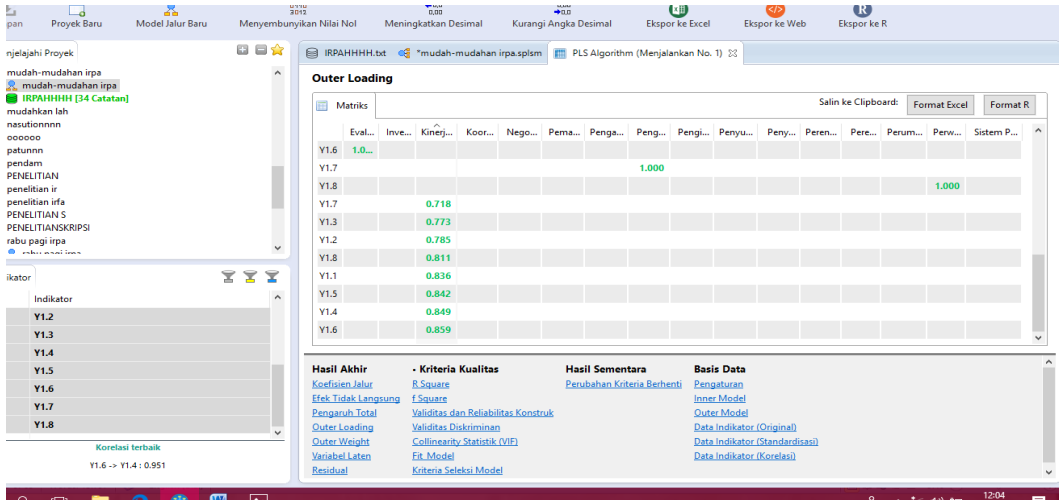 Proyek Baru Model Jalur Baru Menyembunyikan Nilai Nol Meningkatkan Desimal Kurangi Angka Desimal Ekspor ke Excel Ekspor ke Web Ekspor ke R
njelajahi Proyek
mudah-mudahan irpa
mudah-mudahan irpa
IRPAHHHH [34 Catatan]
mudahkan lah
nasutionnnn
oooooo
patunnn
pendam
PENELITIAN
penelitian ir
penelitian irfa
PENELITIAN S
PENELITIANSKRIPSI
rabu pagi irpa
ikator
Indikator
Y1.2
Y1.3
Y1.4
Y1.5
Y1.6
Y1.7
Y1.8
Korelasi terbaik
Y1.6 -> Y1.4 : 0.951
IRPAHHHH.txt *mudah-mudahan irpa.splsm PLS Algorithm (Menjalankan No. 1)
Outer Loading
Matriks Salin ke Clipboard: Format Excel Format R
Eval... Inve... Kinerj... Koor... Nego... Pema... Penga... Peng... Pengi... Penyu... Peny... Peren... Pere... Perum... Perw... Sistem P...
Y1.6 1.0...
Y1.7 1.000
Y1.8 1.000
Y1.7 0.718
Y1.3 0.773
Y1.2 0.785
Y1.8 0.811
Y1.1 0.836
Y1.5 0.842
Y1.4 0.849
Y1.6 0.859
Hasil Akhir
Koefisien Jalur
Efek Tidak Langsung
Pengaruh Total
Outer Loading
Outer Weight
Variabel Laten
Residual
Kriteria Kualitas
R Square
f Square
Validitas dan Reliabilitas Konstruk
Validitas Diskriminan
Collinearity Statistik (VIF)
Fit Model
Kriteria Seleksi Model
Hasil Sementara
Perubahan Kriteria Berhenti
Basis Data
Pengaturan
Inner Model
Outer Model
Data Indikator (Original)
Data Indikator (Standardisasi)
Data Indikator (Korelasi)
12:04